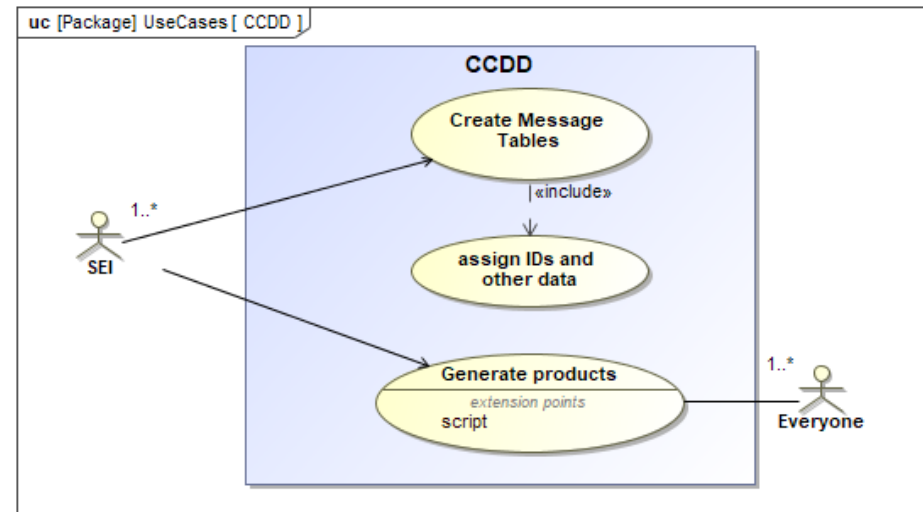 uc [Package] UseCases [ CCDD ]
CCDD
Create Message
Tables
«include»
1..*
SEI
assign IDs and
other data
Generate products
extension points
script
1..*
Everyone